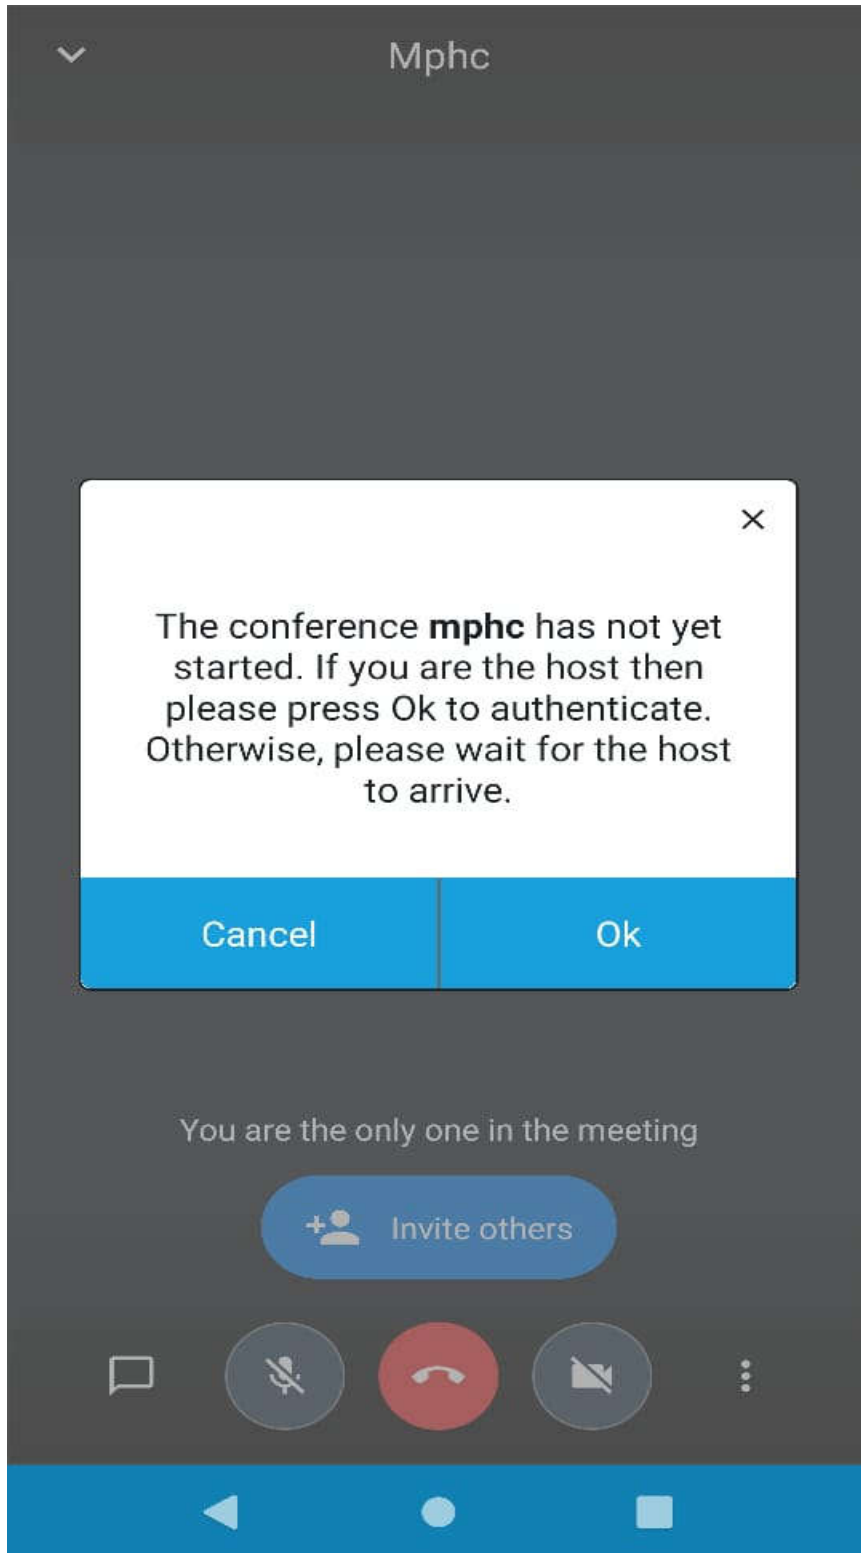 Mphc
The conference mphc has not yet
started. If you are the host then
please press Ok to authenticate.
Otherwise, please wait for the host
to arrive.
Cancel
Ok
You are the only one in the meeting
Invite others